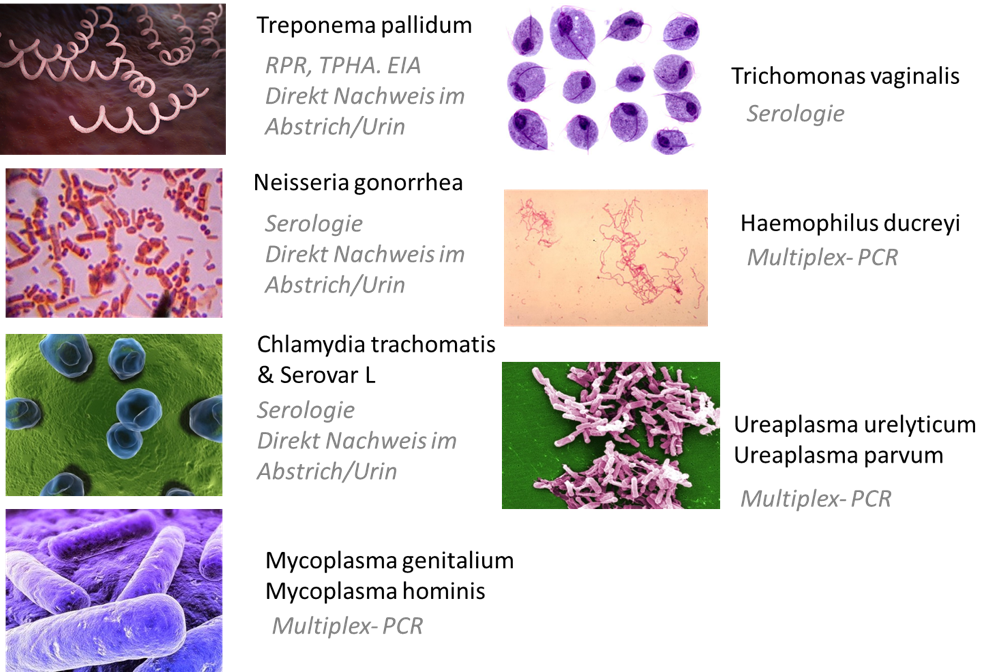 Treponema pallidum
RPR, TPHA. EIA
Direkt Nachweis im
Abstrich/Urin
Neisseria gonorrhea
Serologie
Direkt Nachweis im
Abstrich/Urin
Chlamydia trachomatis
& Serovar L
Serologie
Direkt Nachweis im
Abstrich/Urin
Mycoplasma genitalium
Mycoplasma hominis
Multiplex- PCR
Trichomonas vaginalis
Serologie
Haemophilus ducreyi
Multiplex- PCR
Ureaplasma urelyticum
Ureaplasma parvum
Multiplex- PCR